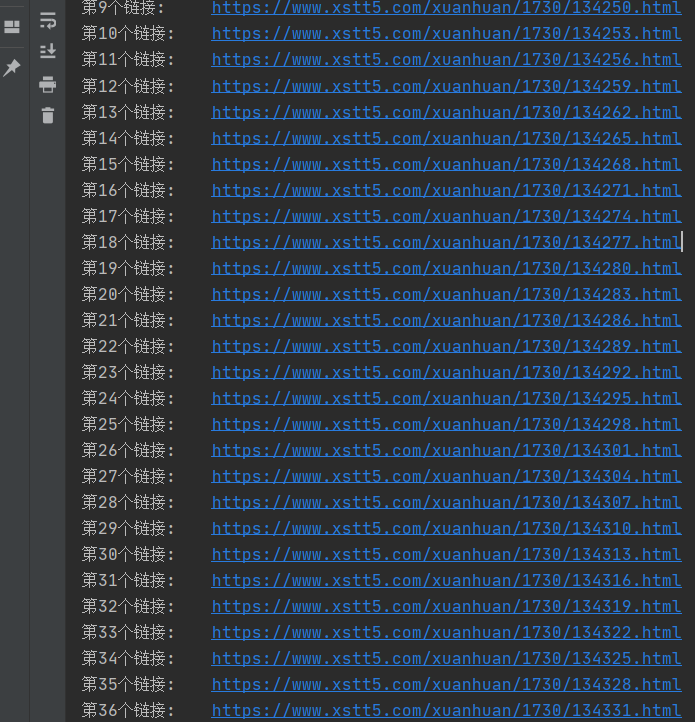 第9个链接: https://www.xstt5.com/xuanhuan/1730/134250.html
第10个链接: https://www.xstt5.com/xuanhuan/1730/134253.html
第11个链接: https://www.xstt5.com/xuanhuan/1730/134256.html
第12个链接: https://www.xstt5.com/xuanhuan/1730/134259.html
第13个链接: https://www.xstt5.com/xuanhuan/1730/134262.html
第14个链接: https://www.xstt5.com/xuanhuan/1730/134265.html
第15个链接: https://www.xstt5.com/xuanhuan/1730/134268.html
第16个链接: https://www.xstt5.com/xuanhuan/1730/134271.html
第17个链接: https://www.xstt5.com/xuanhuan/1730/134274.html
第18个链接: https://www.xstt5.com/xuanhuan/1730/134277.html
第19个链接: https://www.xstt5.com/xuanhuan/1730/134280.html
第20个链接: https://www.xstt5.com/xuanhuan/1730/134283.html
第21个链接: https://www.xstt5.com/xuanhuan/1730/134286.html
第22个链接: https://www.xstt5.com/xuanhuan/1730/134289.html
第23个链接: https://www.xstt5.com/xuanhuan/1730/134292.html
第24个链接: https://www.xstt5.com/xuanhuan/1730/134295.html
第25个链接: https://www.xstt5.com/xuanhuan/1730/134298.html
第26个链接: https://www.xstt5.com/xuanhuan/1730/134301.html
第27个链接: https://www.xstt5.com/xuanhuan/1730/134304.html
第28个链接: https://www.xstt5.com/xuanhuan/1730/134307.html
第29个链接: https://www.xstt5.com/xuanhuan/1730/134310.html
第30个链接: https://www.xstt5.com/xuanhuan/1730/134313.html
第31个链接: https://www.xstt5.com/xuanhuan/1730/134316.html
第32个链接: https://www.xstt5.com/xuanhuan/1730/134319.html
第33个链接: https://www.xstt5.com/xuanhuan/1730/134322.html
第34个链接: https://www.xstt5.com/xuanhuan/1730/134325.html
第35个链接: https://www.xstt5.com/xuanhuan/1730/134328.html
第36个链接: https://www.xstt5.com/xuanhuan/1730/134331.html